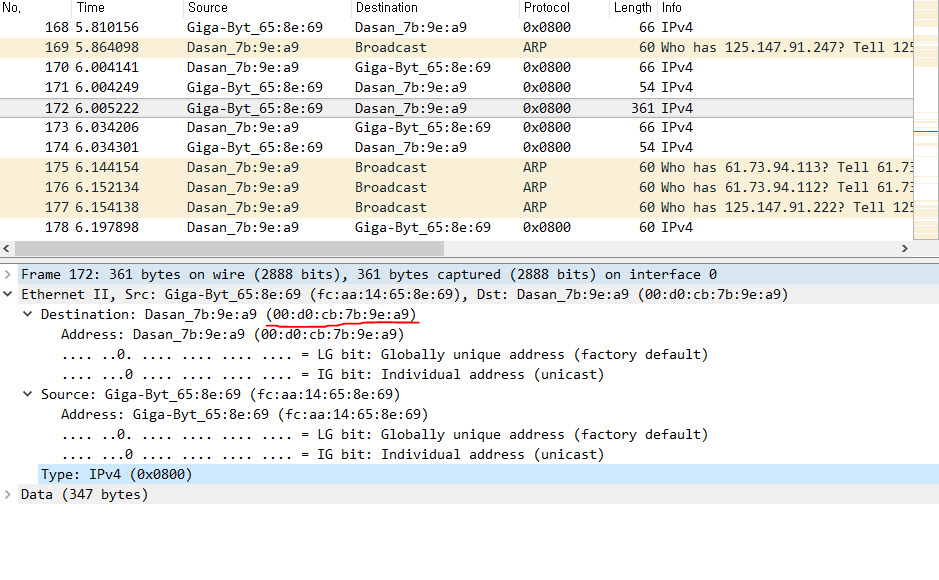 No. Time Source Destination Protocol Length Info
168 5.810156 Giga-Byt_65:8e:69 Dasan_7b:9e:a9 0x0800 66 IPv4
169 5.864098 Dasan_7b:9e:a9 Broadcast ARP 60 Who has 125.147.91.247? Tell 125
170 6.004141 Dasan_7b:9e:a9 Giga-Byt_65:8e:69 0x0800 66 IPv4
171 6.004249 Giga-Byt_65:8e:69 Dasan_7b:9e:a9 0x0800 54 IPv4
172 6.005222 Giga-Byt_65:8e:69 Dasan_7b:9e:a9 0x0800 361 IPv4
173 6.034206 Dasan_7b:9e:a9 Giga-Byt_65:8e:69 0x0800 66 IPv4
174 6.034301 Giga-Byt_65:8e:69 Dasan_7b:9e:a9 0x0800 54 IPv4
175 6.144154 Dasan_7b:9e:a9 Broadcast ARP 60 Who has 61.73.94.113? Tell 61.73
176 6.152134 Dasan_7b:9e:a9 Broadcast ARP 60 Who has 61.73.94.112? Tell 61.73
177 6.154138 Dasan_7b:9e:a9 Broadcast ARP 60 Who has 125.147.91.222? Tell 125
178 6.197898 Dasan_7b:9e:a9 Giga-Byt_65:8e:69 0x0800 60 IPv4
Frame 172: 361 bytes on wire (2888 bits), 361 bytes captured (2888 bits) on interface 0
Ethernet II, Src: Giga-Byt_65:8e:69 (fc:aa:14:65:8e:69), Dst: Dasan_7b:9e:a9 (00:d0:cb:7b:9e:a9)
Destination: Dasan_7b:9e:a9 (00:d0:cb:7b:9e:a9)
Address: Dasan_7b:9e:a9 (00:d0:cb:7b:9e:a9)
.... ..0. .... .... .... .... = LG bit: Globally unique address (factory default)
.... ...0 .... .... .... .... = IG bit: Individual address (unicast)
Source: Giga-Byt_65:8e:69 (fc:aa:14:65:8e:69)
Address: Giga-Byt_65:8e:69 (fc:aa:14:65:8e:69)
.... ..0. .... .... .... .... = LG bit: Globally unique address (factory default)
.... ...0 .... .... .... .... = IG bit: Individual address (unicast)
Type: IPv4 (0x0800)
Data (347 bytes)